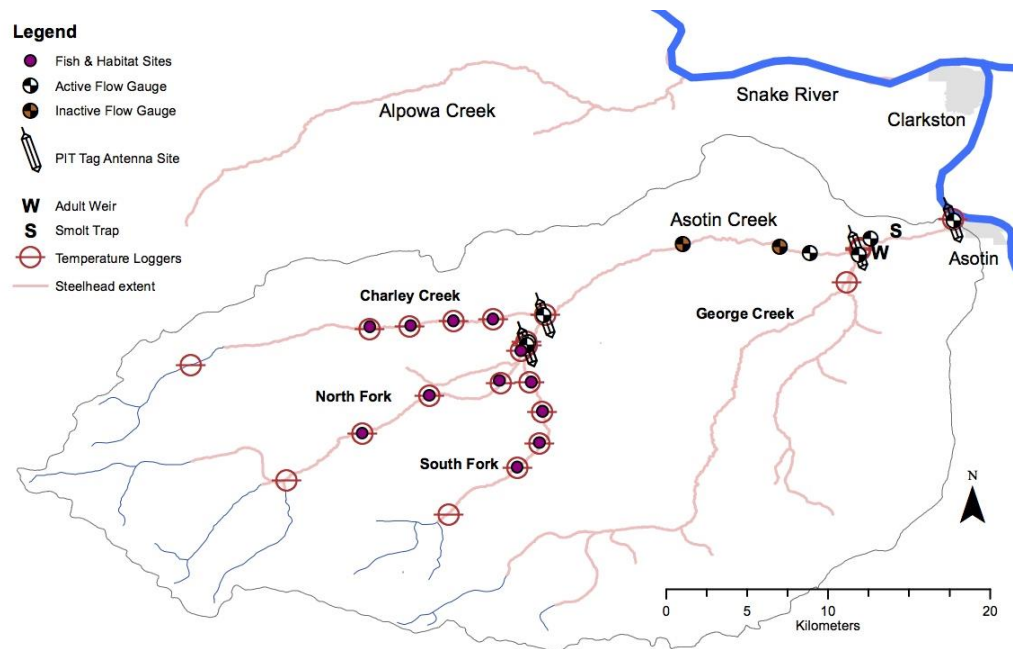 Legend
Fish & Habitat Sites
Active Flow Gauge
Inactive Flow Gauge
PIT Tag Antenna Site
W Adult Weir
S Smolt Trap
Temperature Loggers
Steelhead extent
Alpowa Creek
Snake River
Clarkston
Asotin Creek
S
W
Asotin
Charley Creek
George Creek
North Fork
South Fork
N
0 5 10 20
Kilometers